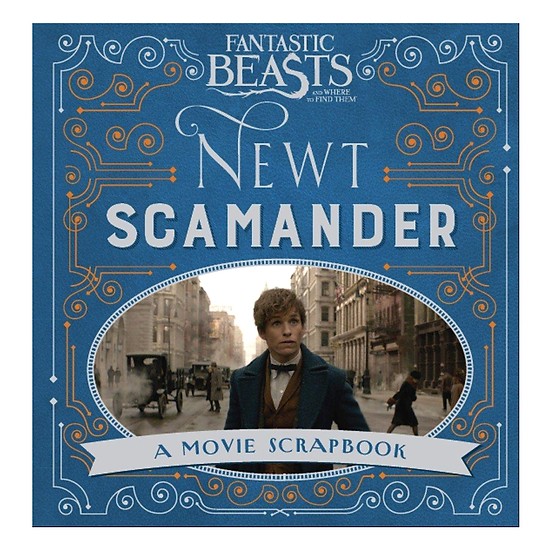 FANTASTIC
BEASTS
AND WHERE
TO FIND THEM
NEWT
SCAMANDER
A MOVIE SCRAPBOOK